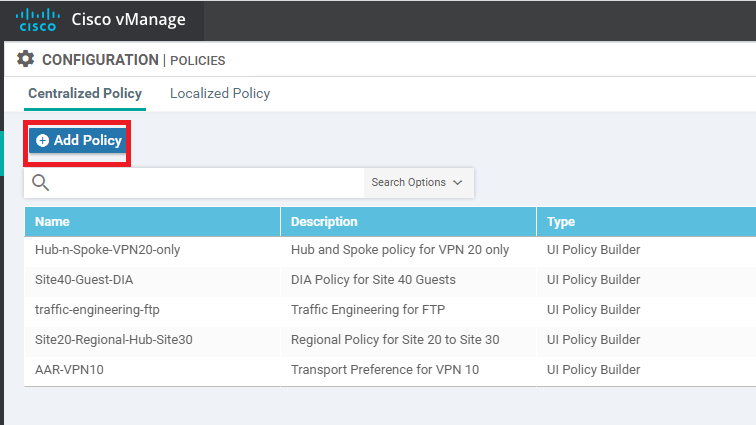 CISCO Cisco vManage
CONFIGURATION | POLICIES
Centralized Policy Localized Policy
Add Policy
Search Options
Name Description Type
Hub-n-Spoke-VPN20-only Hub and Spoke policy for VPN 20 only UI Policy Builder
Site40-Guest-DIA DIA Policy for Site 40 Guests UI Policy Builder
traffic-engineering-ftp Traffic Engineering for FTP UI Policy Builder
Site20-Regional-Hub-Site30 Regional Policy for Site 20 to Site 30 UI Policy Builder
AAR-VPN10 Transport Preference for VPN 10 UI Policy Builder